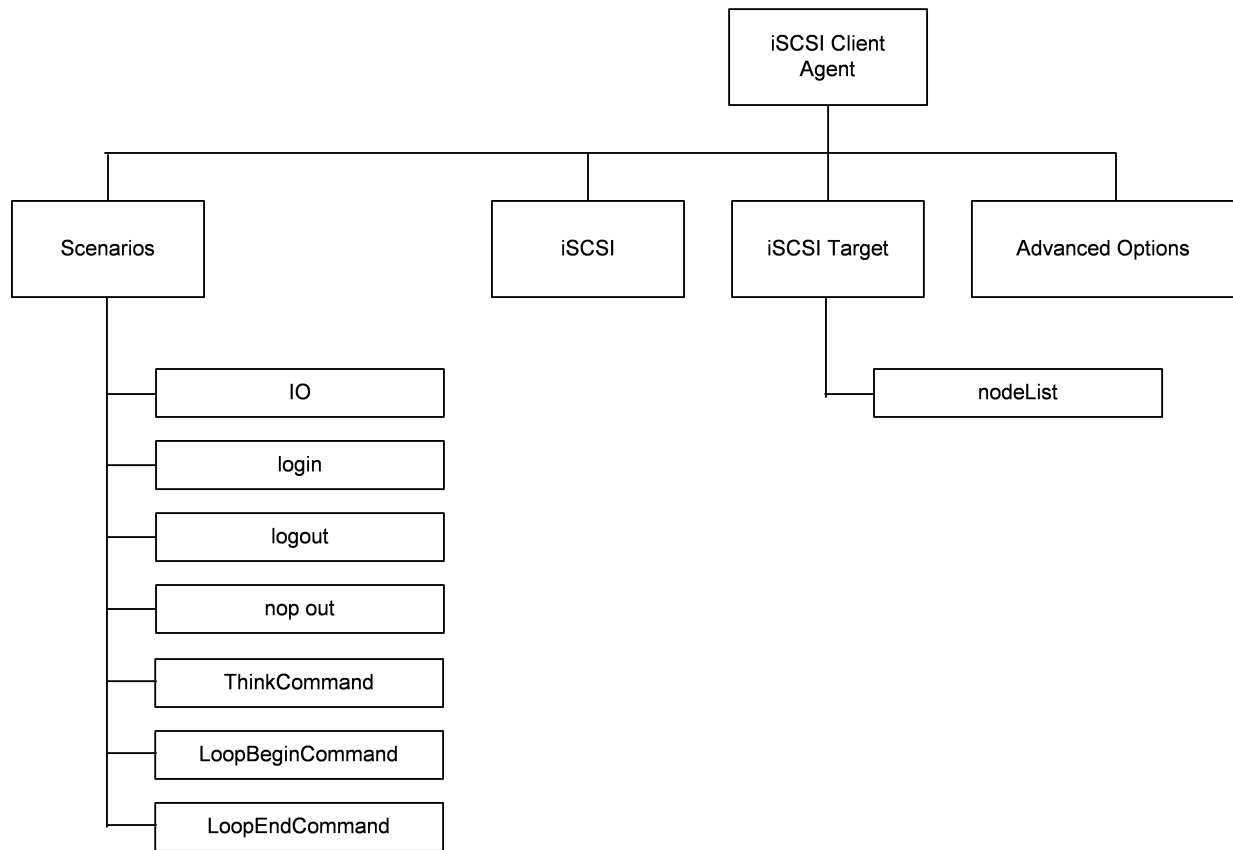 iSCSI Client
Agent
Scenarios
iSCSI
iSCSI Target
Advanced Options
IO
nodeList
login
logout
nop out
ThinkCommand
LoopBeginCommand
LoopEndCommand